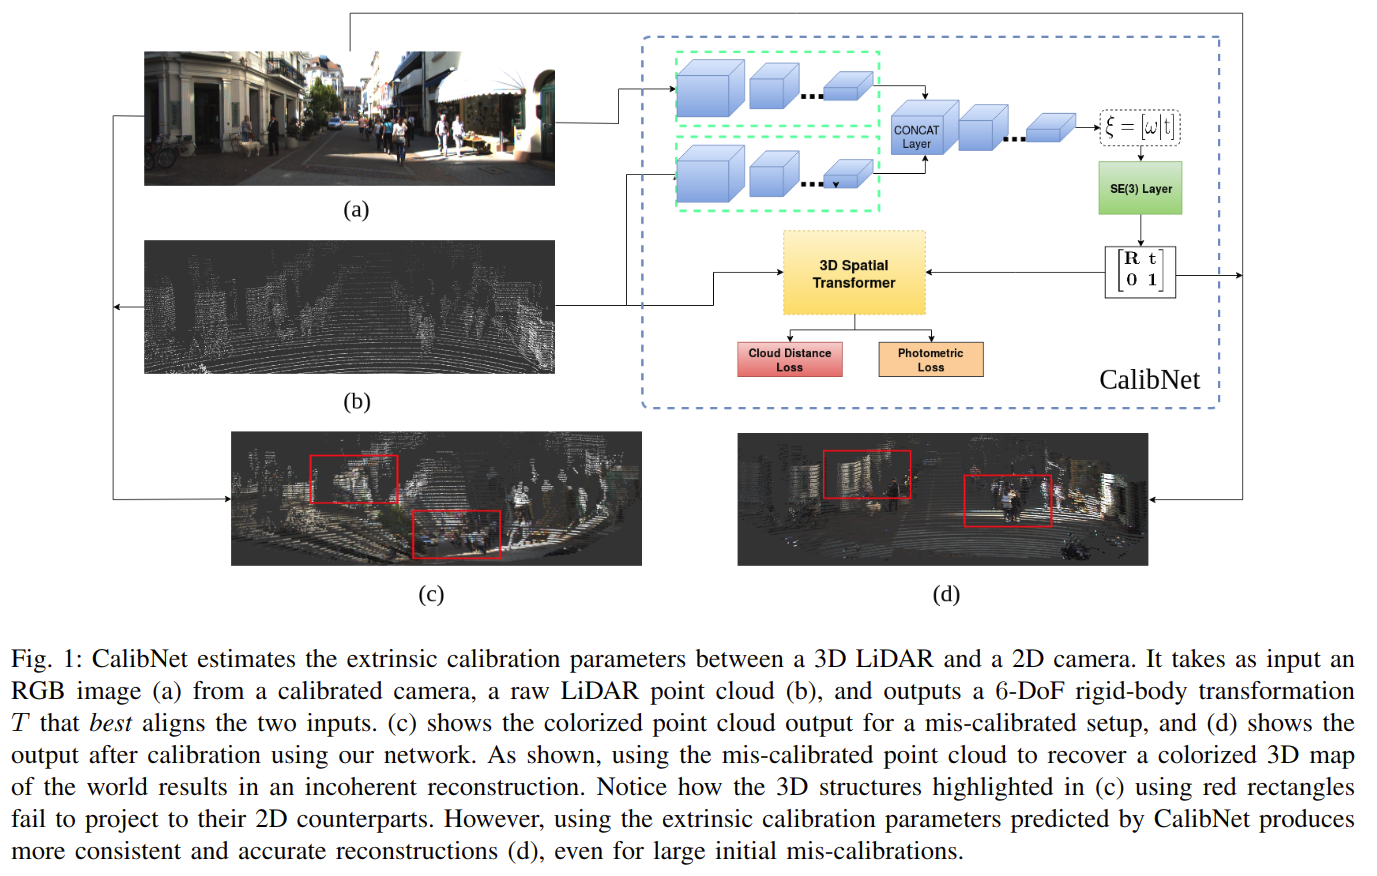 CONCAT
Layer
ξ = [ω|t]
SE(3) Layer
(a)
3D Spatial
Transformer
R t
0 1
Cloud Distance
Loss
Photometric
Loss
CalibNet
(b)
(c)
(d)
Fig. 1: CalibNet estimates the extrinsic calibration parameters between a 3D LiDAR and a 2D camera. It takes as input an
RGB image (a) from a calibrated camera, a raw LiDAR point cloud (b), and outputs a 6-DoF rigid-body transformation
T that best aligns the two inputs. (c) shows the colorized point cloud output for a mis-calibrated setup, and (d) shows the
output after calibration using our network. As shown, using the mis-calibrated point cloud to recover a colorized 3D map
of the world results in an incoherent reconstruction. Notice how the 3D structures highlighted in (c) using red rectangles
fail to project to their 2D counterparts. However, using the extrinsic calibration parameters predicted by CalibNet produces
more consistent and accurate reconstructions (d), even for large initial mis-calibrations.